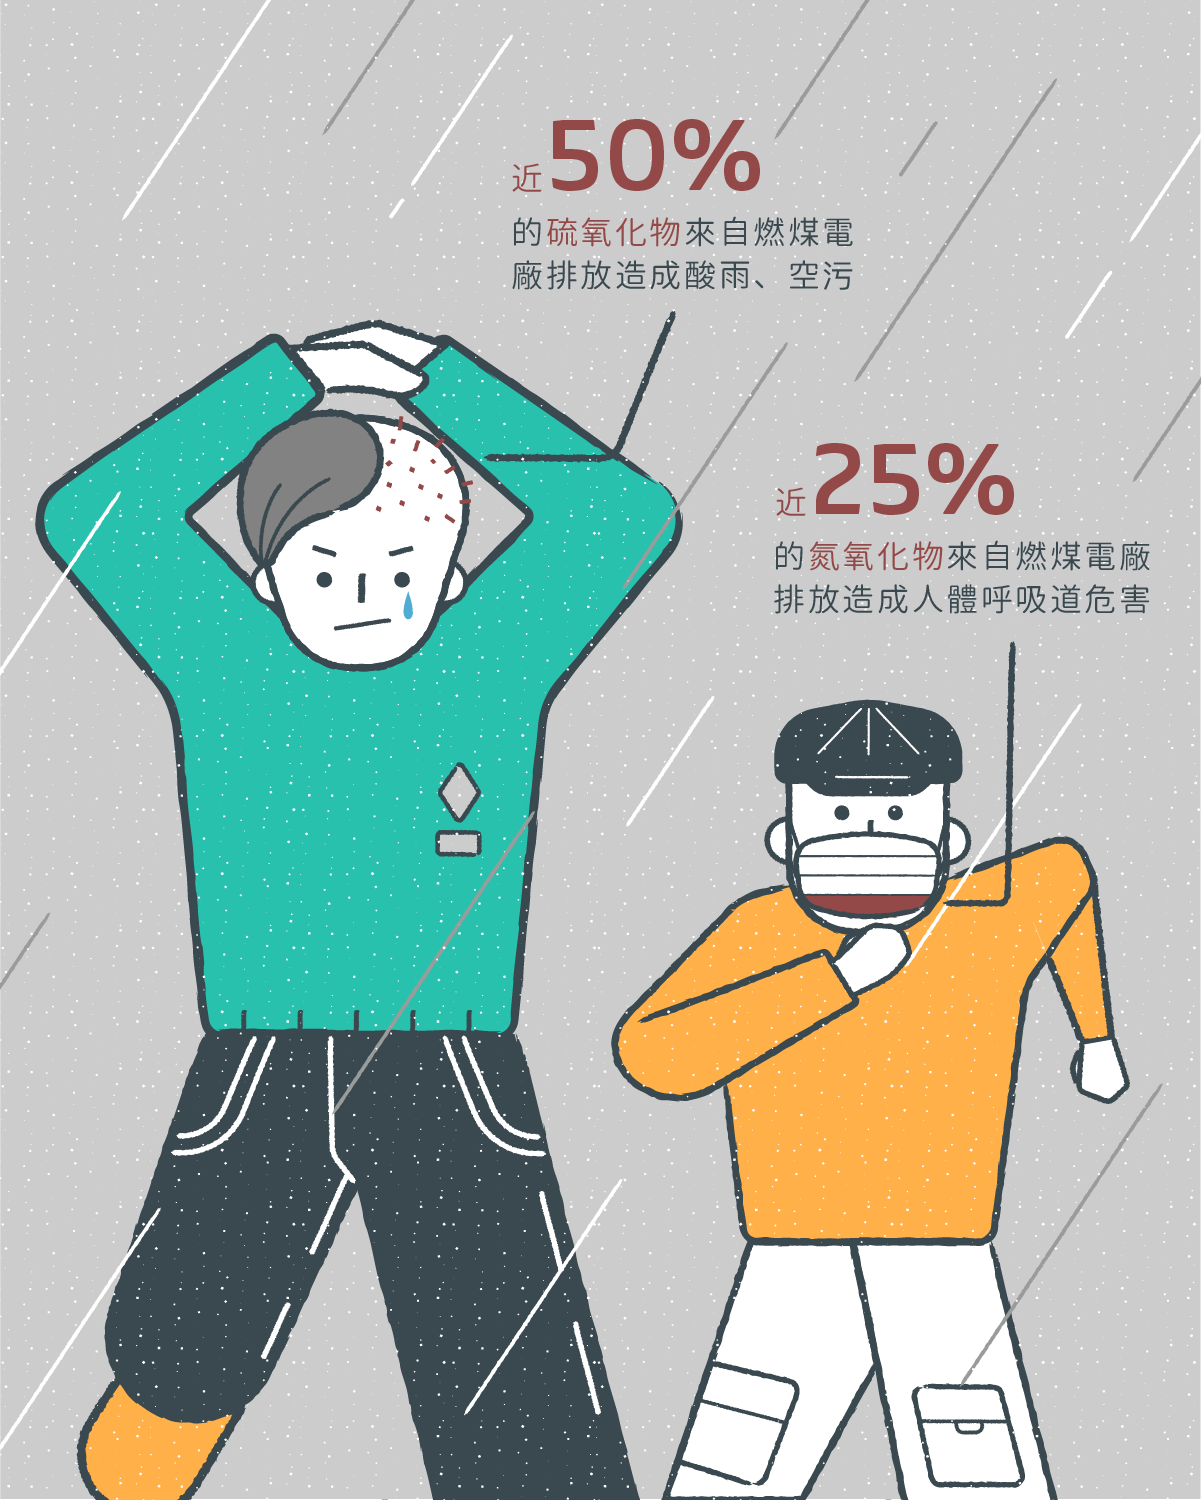 近50%
的硫氧化物來自燃煤電
廠排放造成酸雨、空污
近25%
的氮氧化物來自燃煤電廠
排放造成人體呼吸道危害